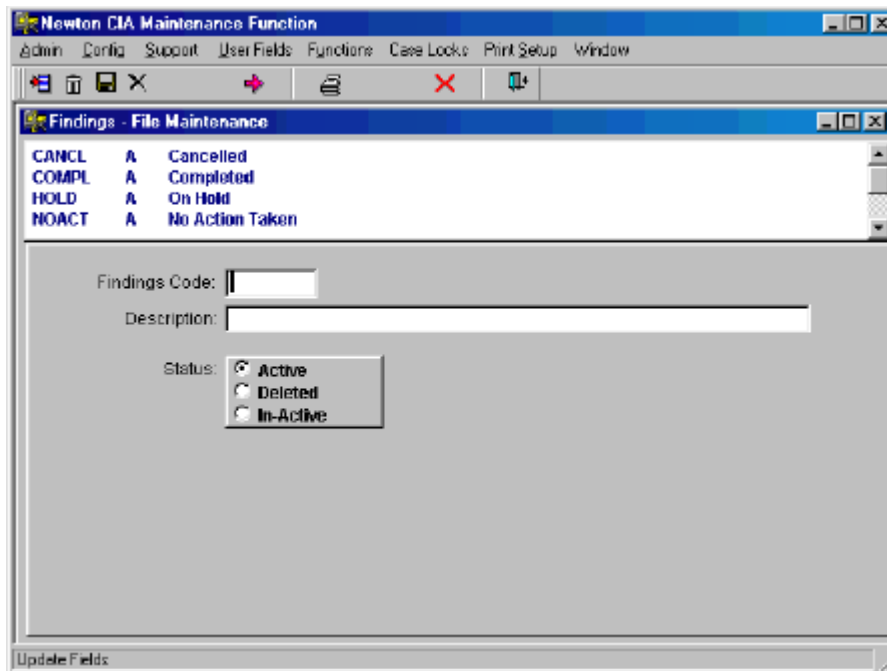 Newton CIA Maintenance Function
Admin Config Support User Fields Functions Case Locks Print Setup Window
Findings - File Maintenance
CANCL A Cancelled
COMPL A Completed
HOLD A On Hold
NOACT A No Action Taken
Findings Code:
Description:
Status: Active
Deleted
In-Active
Update Fields